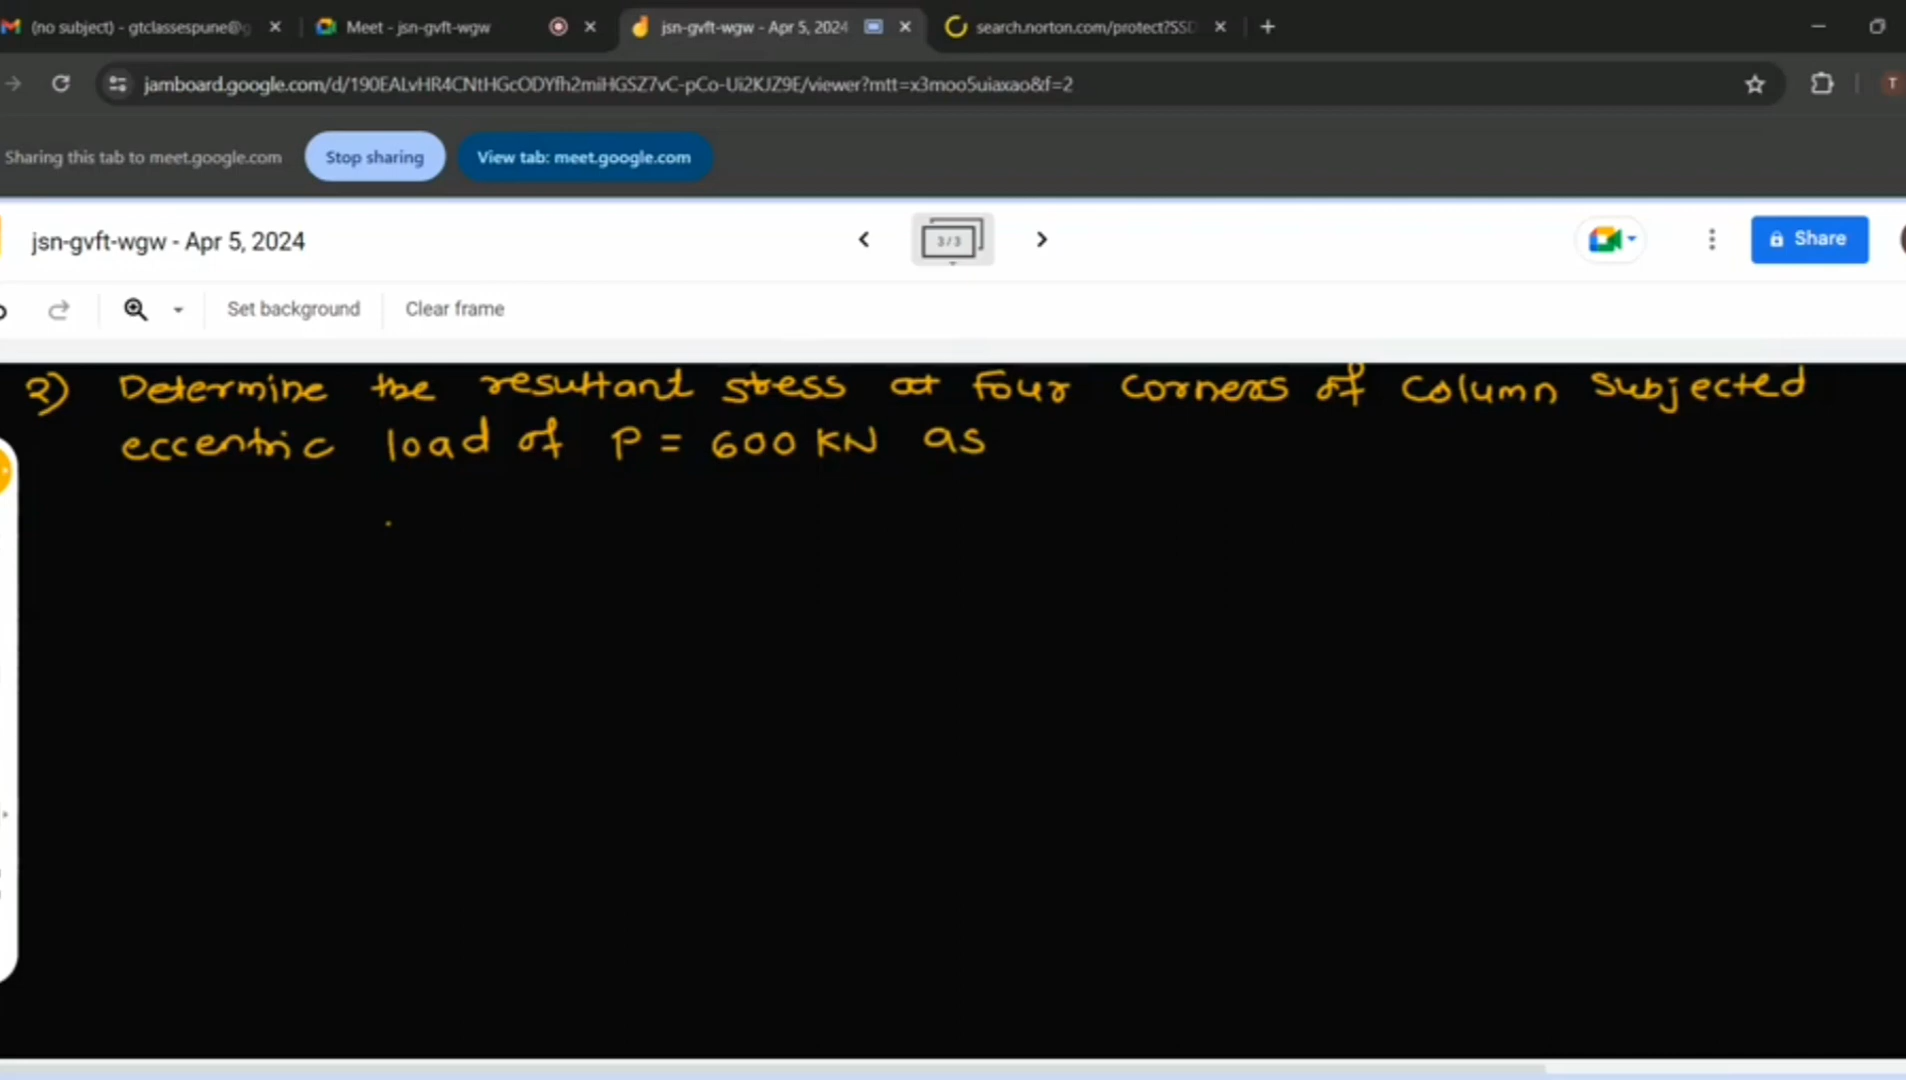 (no subject) - gtclassespune@g
Meet - jsn-gvft-wgw
jsn-gvft-wgw - Apr 5, 2024
search.norton.com/protect?SSD
jamboard.google.com/d/190EALvHR4CNtHGcODYfh2miHGSZ7vC-pCo-Ui2KJZ9E/viewer?mtt=x3moo5uiaxao&f=2
T
Sharing this tab to meet.google.com
Stop sharing
View tab: meet.google.com
jsn-gvft-wgw - Apr 5, 2024
3/3
Share
Set background
Clear frame
2) Determine the resultant stress at four corners of column subjected
eccentric load of P = 600 KN as